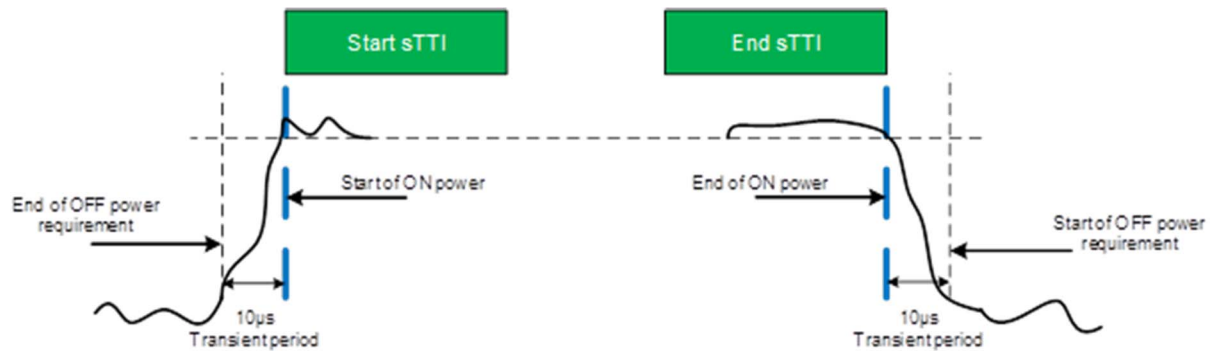 Start sTTI
End sTTI
Start of ON power
End of ON power
End of OFF power
requirement
Start of OFF power
requirement
10µs
Transient period
10µs
Transient period